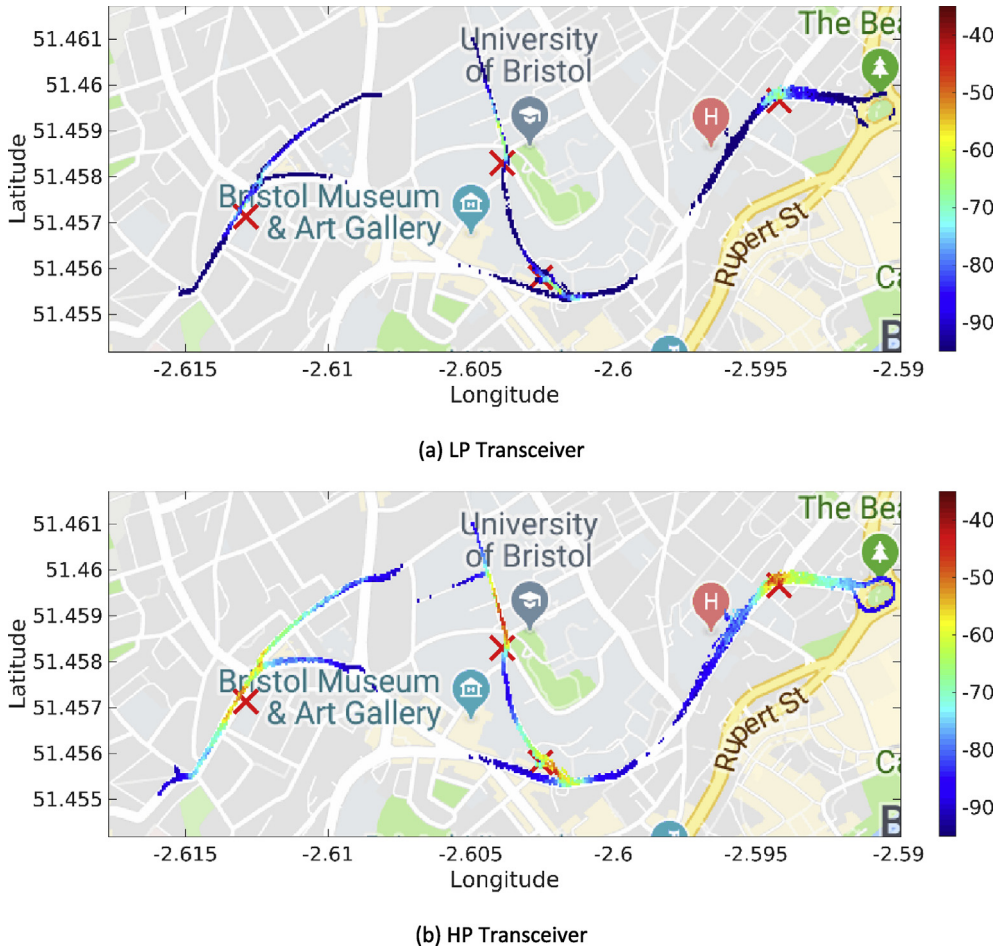 The Bea
51.461
University
of Bristol
51.46
51.459
H
51.458
Bristol Museum
& Art Gallery
51.457
Rupert St
51.456
Ca
51.455
B
Latitude
-2.615
-2.61
-2.605
-2.6
-2.595
-2.59
Longitude
-40
-50
-60
-70
-80
-90
(a) LP Transceiver
The Bea
51.461
University
of Bristol
51.46
51.459
H
51.458
Bristol Museum
& Art Gallery
51.457
Rupert St
51.456
Ca
51.455
B
Latitude
-2.615
-2.61
-2.605
-2.6
-2.595
-2.59
Longitude
-40
-50
-60
-70
-80
-90
(b) HP Transceiver